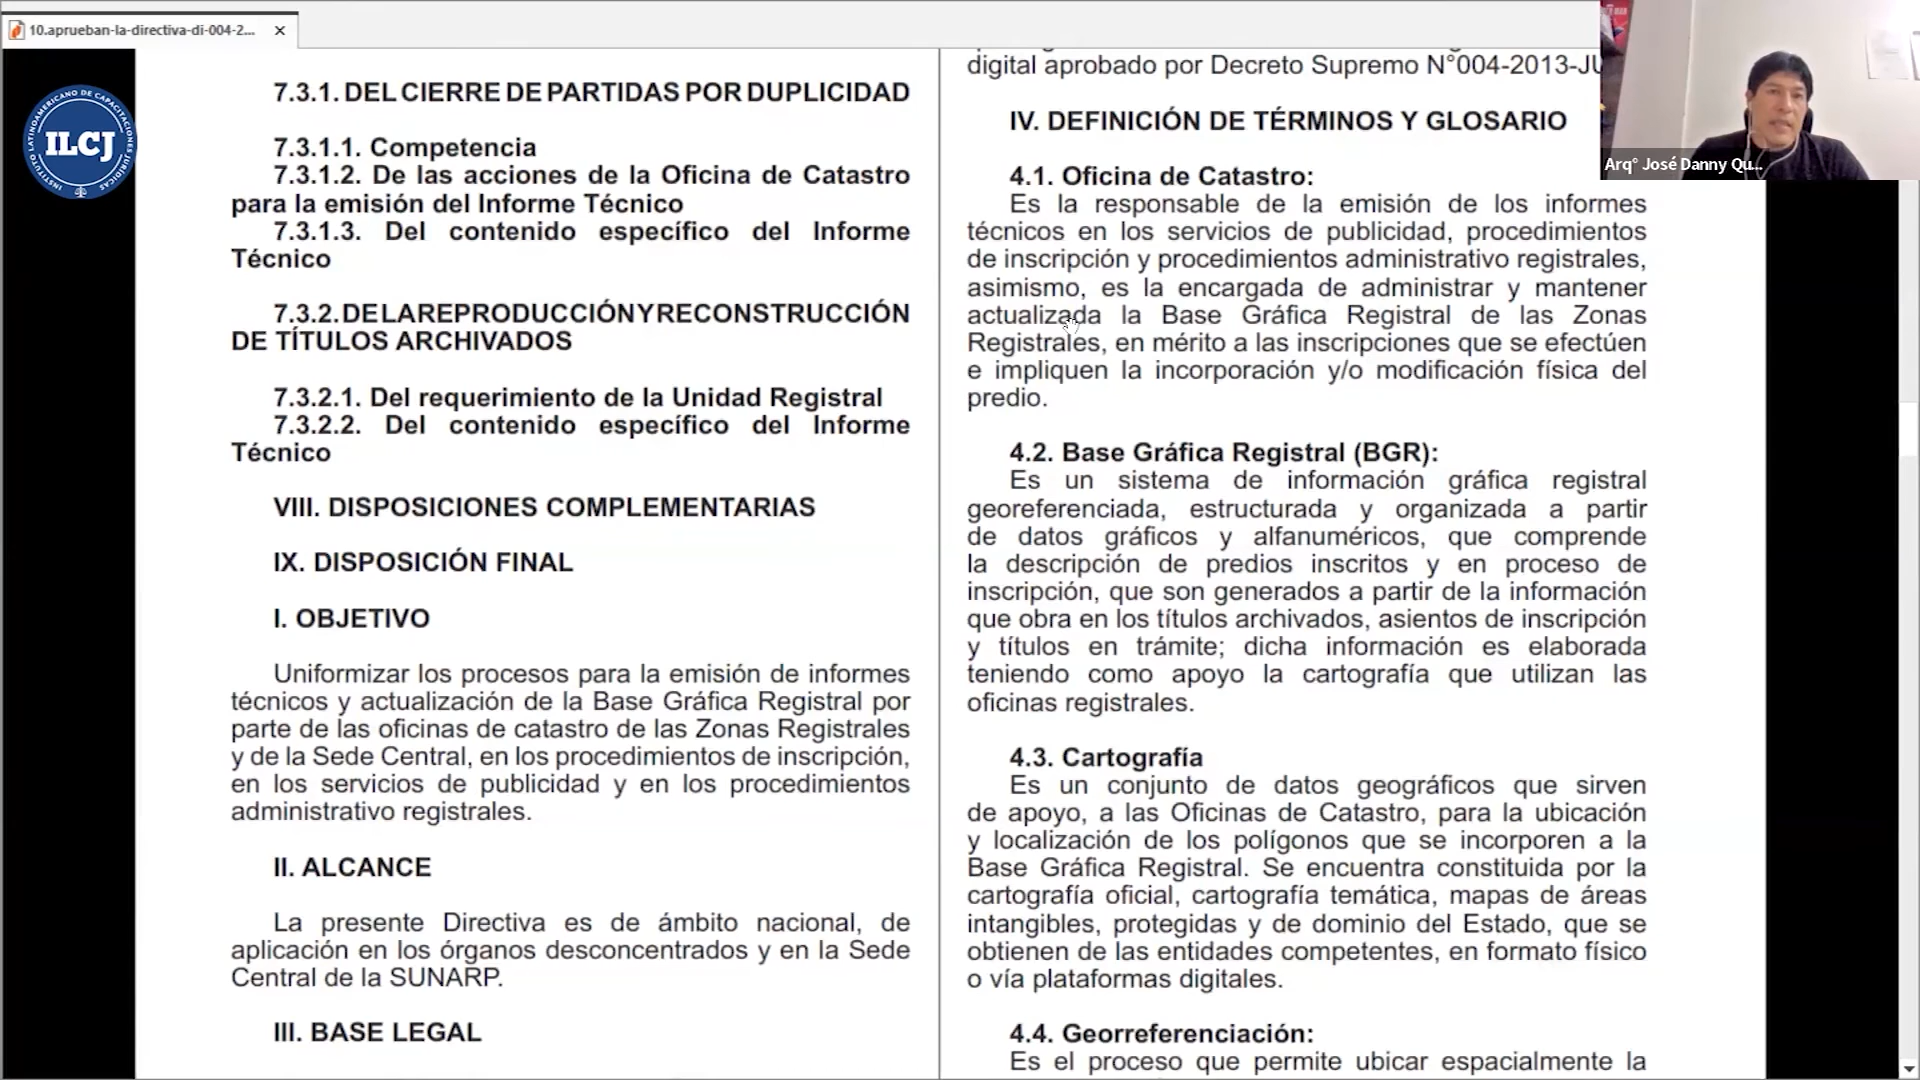 10.aprueban-la-directiva-di-004-2...
INSTITUTO LATINOAMERICANO DE CAPACITACIONES JURÍDICAS
ILCJ
7.3.1. DEL CIERRE DE PARTIDAS POR DUPLICIDAD
7.3.1.1. Competencia
7.3.1.2. De las acciones de la Oficina de Catastro
para la emisión del Informe Técnico
7.3.1.3. Del contenido específico del Informe
Técnico
7.3.2. DE LA REPRODUCCIÓN Y RECONSTRUCCIÓN
DE TÍTULOS ARCHIVADOS
7.3.2.1. Del requerimiento de la Unidad Registral
7.3.2.2. Del contenido específico del Informe
Técnico
VIII. DISPOSICIONES COMPLEMENTARIAS
IX. DISPOSICIÓN FINAL
I. OBJETIVO
Uniformizar los procesos para la emisión de informes
técnicos y actualización de la Base Gráfica Registral por
parte de las oficinas de catastro de las Zonas Registrales
y de la Sede Central, en los procedimientos de inscripción,
en los servicios de publicidad y en los procedimientos
administrativo registrales.
II. ALCANCE
La presente Directiva es de ámbito nacional, de
aplicación en los órganos desconcentrados y en la Sede
Central de la SUNARP.
III. BASE LEGAL
digital aprobado por Decreto Supremo N°004-2013-JU
IV. DEFINICIÓN DE TÉRMINOS Y GLOSARIO
4.1. Oficina de Catastro:
Es la responsable de la emisión de los informes
técnicos en los servicios de publicidad, procedimientos
de inscripción y procedimientos administrativo registrales,
asimismo, es la encargada de administrar y mantener
actualizada la Base Gráfica Registral de las Zonas
Registrales, en mérito a las inscripciones que se efectúen
e impliquen la incorporación y/o modificación física del
predio.
4.2. Base Gráfica Registral (BGR):
Es un sistema de información gráfica registral
georeferenciada, estructurada y organizada a partir
de datos gráficos y alfanuméricos, que comprende
la descripción de predios inscritos y en proceso de
inscripción, que son generados a partir de la información
que obra en los títulos archivados, asientos de inscripción
y títulos en trámite; dicha información es elaborada
teniendo como apoyo la cartografía que utilizan las
oficinas registrales.
4.3. Cartografía
Es un conjunto de datos geográficos que sirven
de apoyo, a las Oficinas de Catastro, para la ubicación
y localización de los polígonos que se incorporen a la
Base Gráfica Registral. Se encuentra constituida por la
cartografía oficial, cartografía temática, mapas de áreas
intangibles, protegidas y de dominio del Estado, que se
obtienen de las entidades competentes, en formato físico
o vía plataformas digitales.
4.4. Georreferenciación:
Es el proceso que permite ubicar espacialmente la
Arq° José Danny Qu...